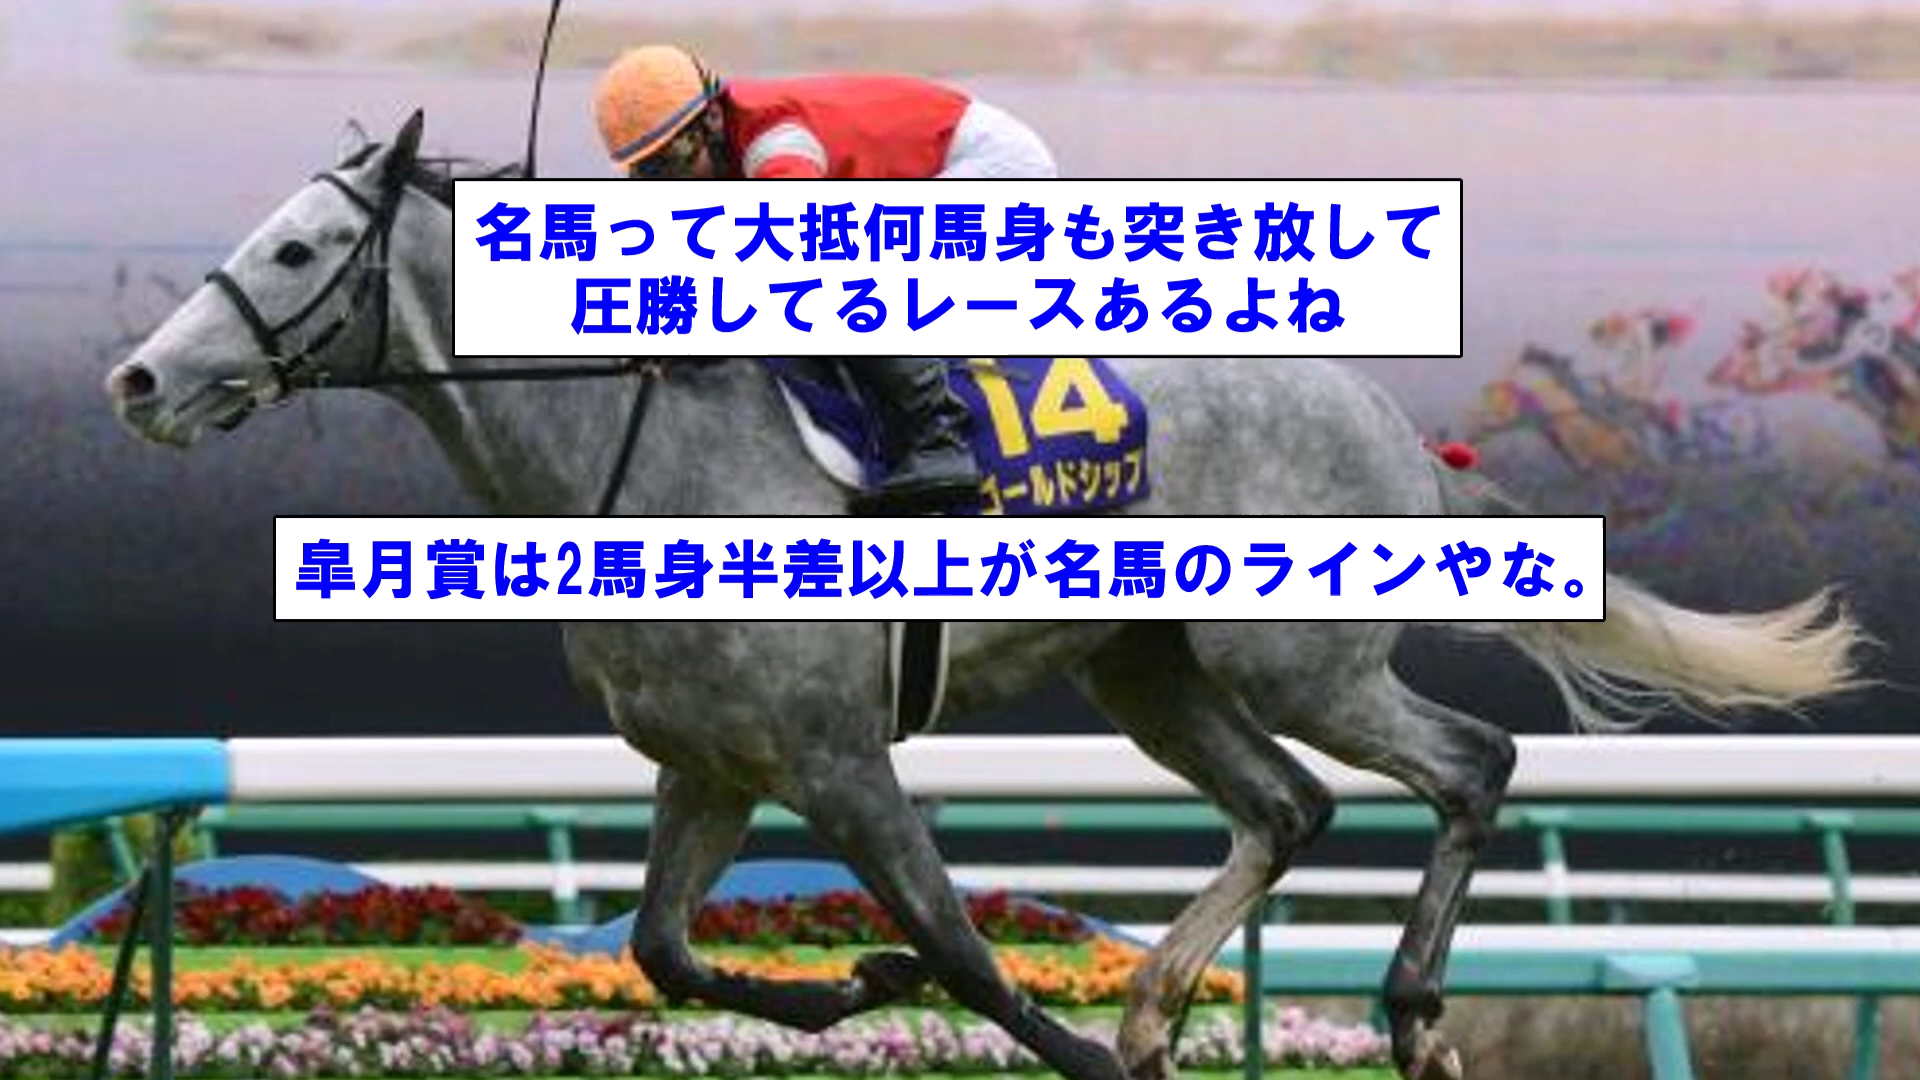 名馬って大抵何馬身も突き放して
圧勝してるレースあるよね
14
ゴールドシップ
皐月賞は2馬身半差以上が名馬のラインやな。